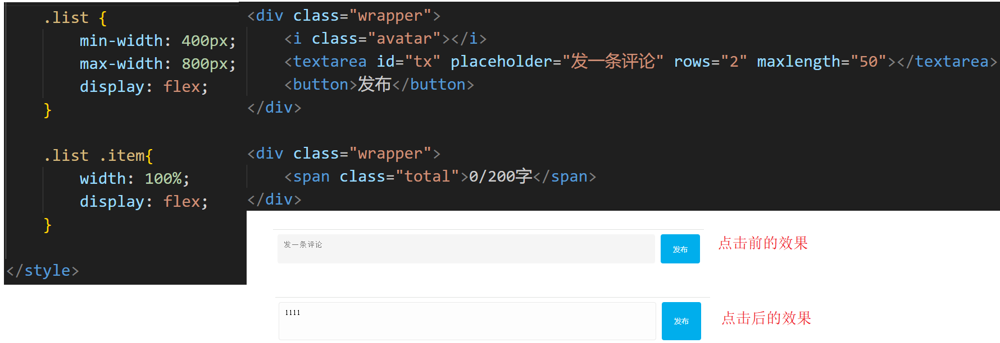 .list {
min-width: 400px;
max-width: 800px;
display: flex;
}
.list .item{
width: 100%;
display: flex;
}
</style>
<div class="wrapper">
<i class="avatar"></i>
<textarea id="tx" placeholder="发一条评论" rows="2" maxlength="50"></textarea>
<button>发布</button>
</div>
<div class="wrapper">
<span class="total">0/200字</span>
</div>
发一条评论
发布
点击前的效果
1111
发布
点击后的效果